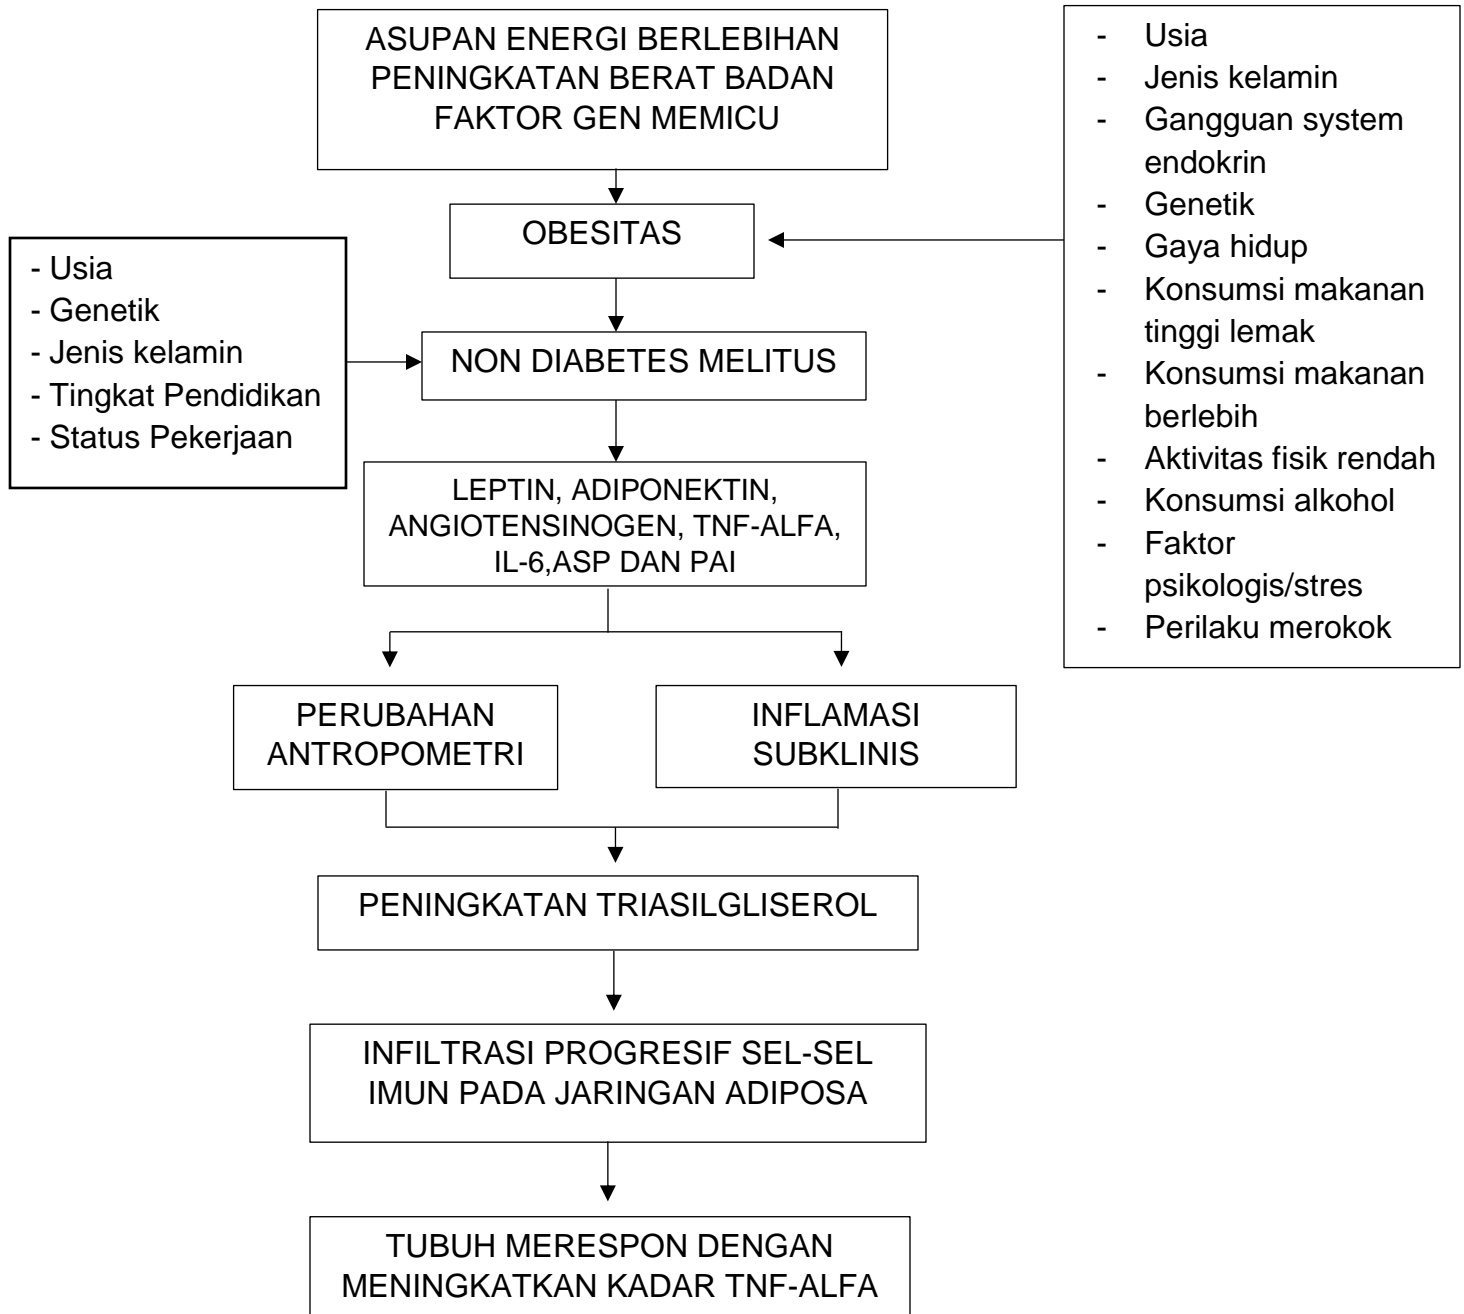 ASUPAN ENERGI BERLEBIHAN
PENINGKATAN BERAT BADAN
FAKTOR GEN MEMICU
OBESITAS
- Usia
- Jenis kelamin
- Gangguan system
endokrin
- Genetik
- Gaya hidup
- Konsumsi makanan
tinggi lemak
- Konsumsi makanan
berlebih
- Aktivitas fisik rendah
- Konsumsi alkohol
- Faktor
psikologis/stres
- Perilaku merokok
- Usia
- Genetik
- Jenis kelamin
- Tingkat Pendidikan
- Status Pekerjaan
NON DIABETES MELITUS
LEPTIN, ADIPONEKTIN,
ANGIOTENSINOGEN, TNF-ALFA,
IL-6,ASP DAN PAI
PERUBAHAN
ANTROPOMETRI
INFLAMASI
SUBKLINIS
PENINGKATAN TRIASILGLISEROL
INFILTRASI PROGRESIF SEL-SEL
IMUN PADA JARINGAN ADIPOSA
TUBUH MERESPON DENGAN
MENINGKATKAN KADAR TNF-ALFA